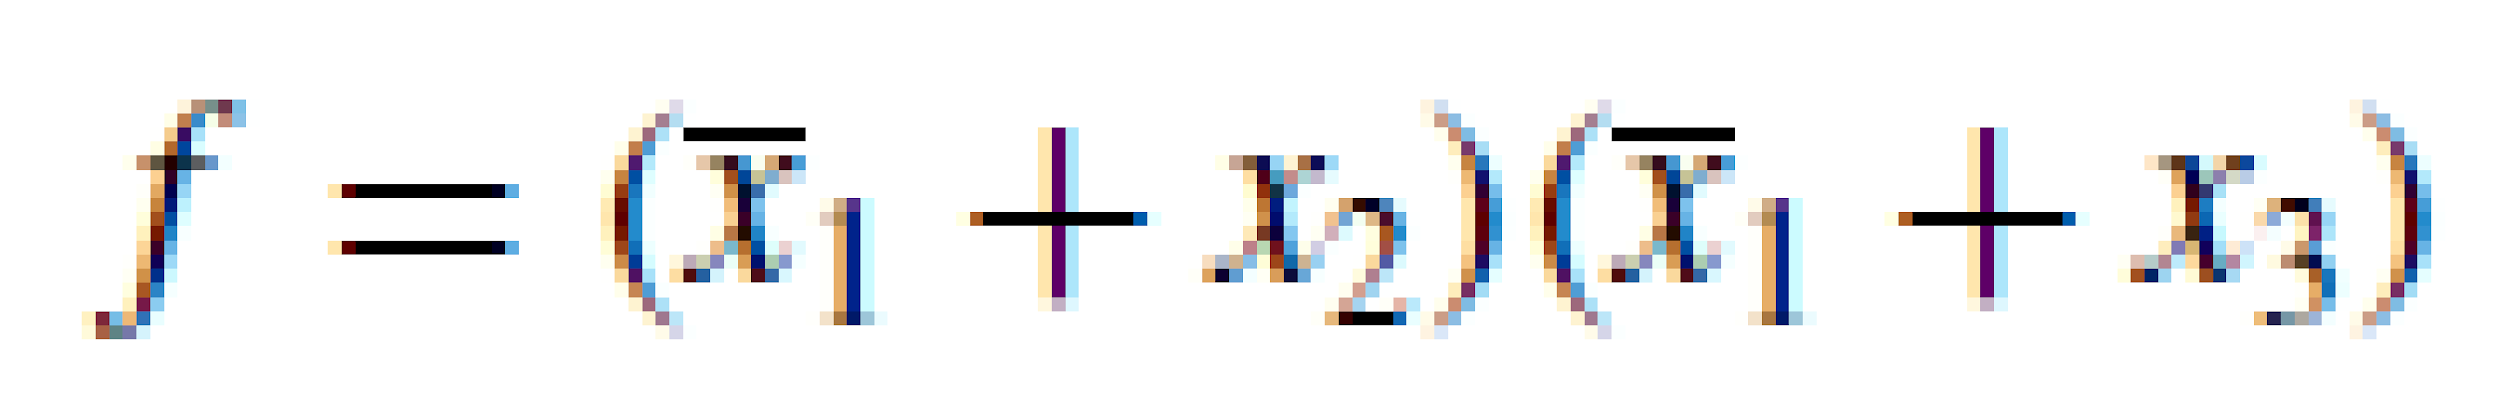 f = (x̅₁ + x₂)(x̅₁ + x₃)